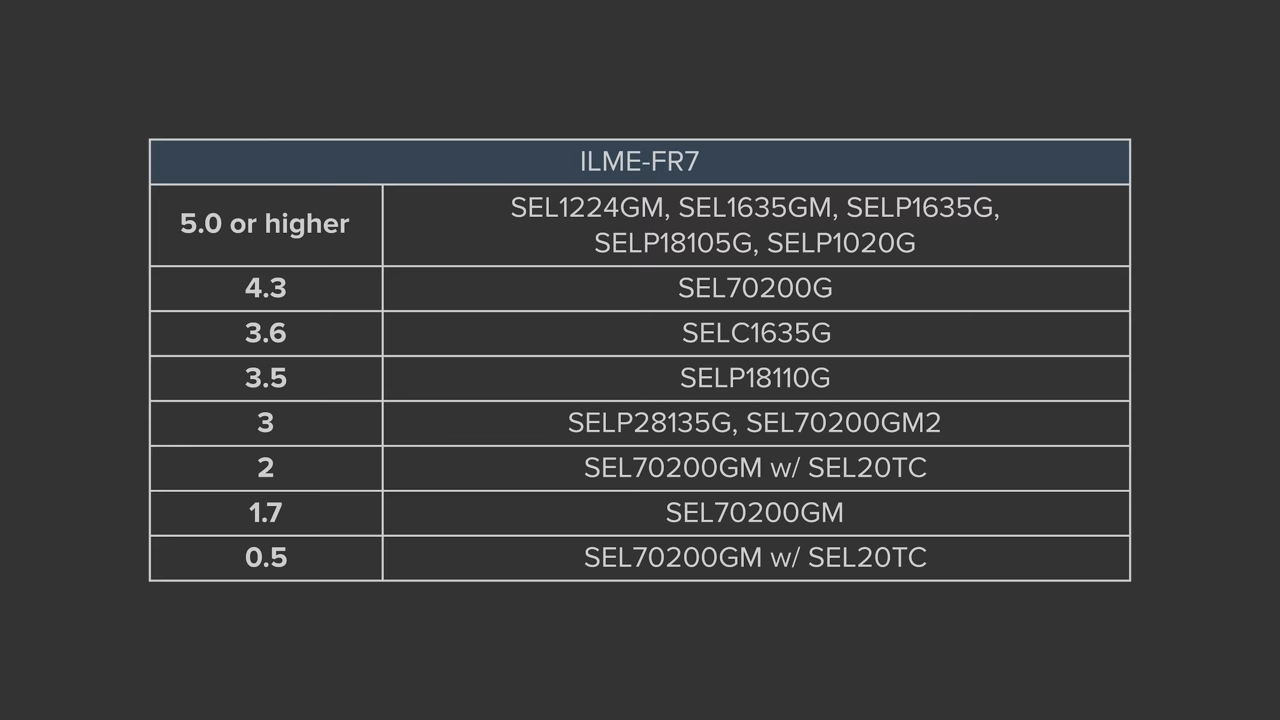 ILME-FR7
5.0 or higher
SEL1224GM, SEL1635GM, SELP1635G,
SELP18105G, SELP1020G
4.3
SEL70200G
3.6
SELC1635G
3.5
SELP18110G
3
SELP28135G, SEL70200GM2
2
SEL70200GM w/ SEL20TC
1.7
SEL70200GM
0.5
SEL70200GM w/ SEL20TC